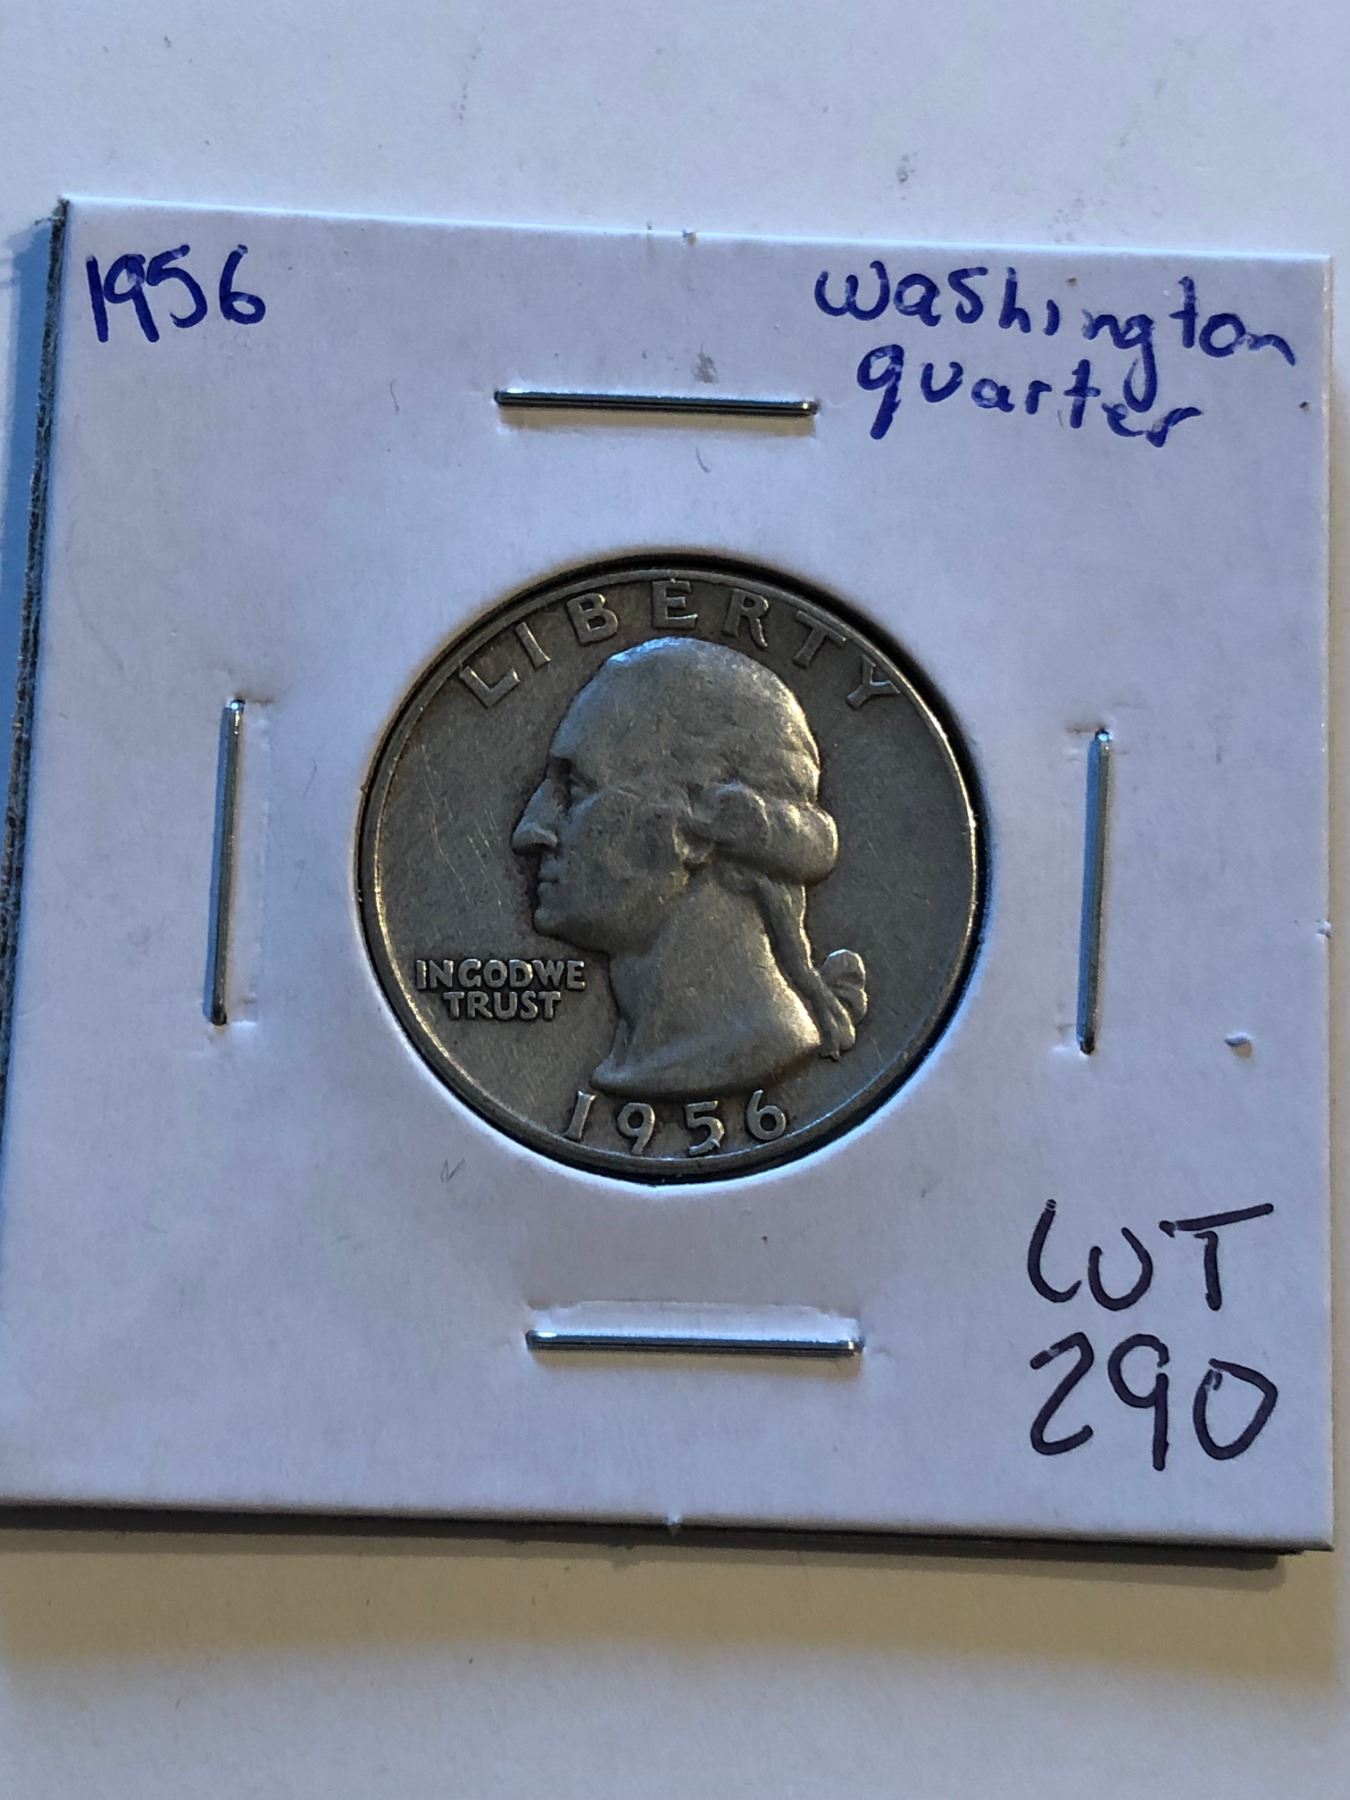 1956
Washington
quarter
LIBERTY
IN GOD WE
TRUST
1956
LOT
290